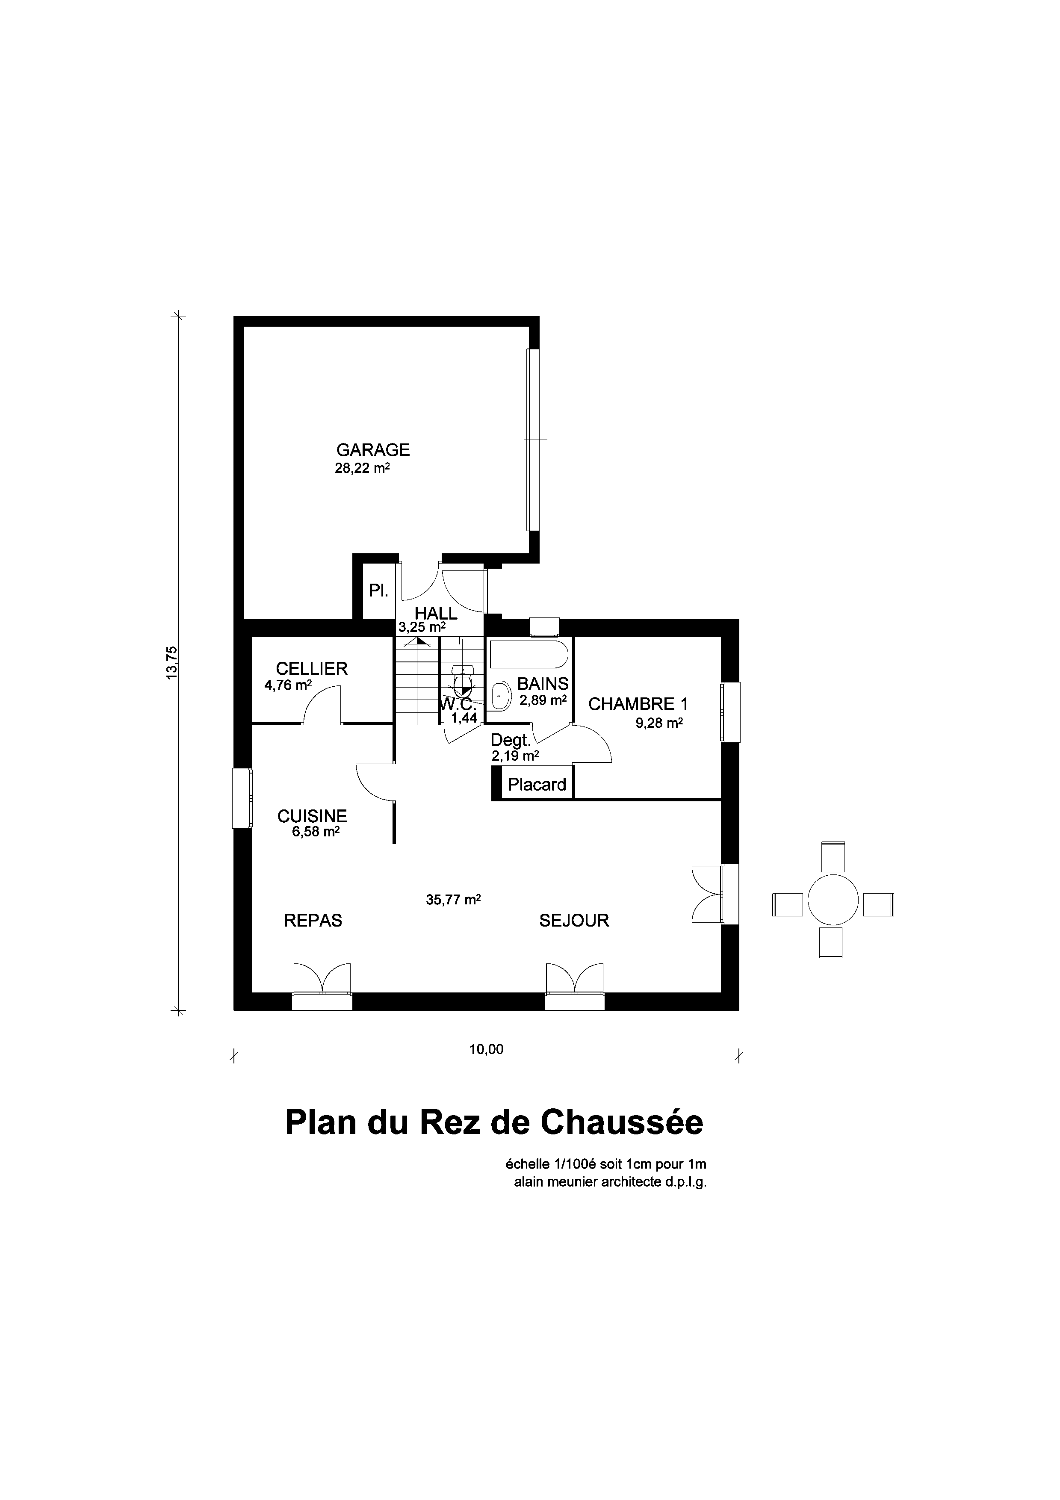 GARAGE
28,22 m²
Pl.
HALL
3,25 m²
13,75
CELLIER
4,76 m²
W.C.
1,44
BAINS
2,89 m²
CHAMBRE 1
9,28 m²
Degt.
2,19 m²
Placard
CUISINE
6,58 m²
35,77 m²
REPAS
SEJOUR
10,00
Plan du Rez de Chaussée
échelle 1/100é soit 1cm pour 1m
alain meunier architecte d.p.l.g.